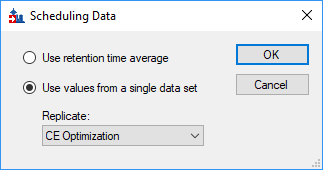 Scheduling Data
Use retention time average
OK
Use values from a single data set
Cancel
Replicate:
CE Optimization